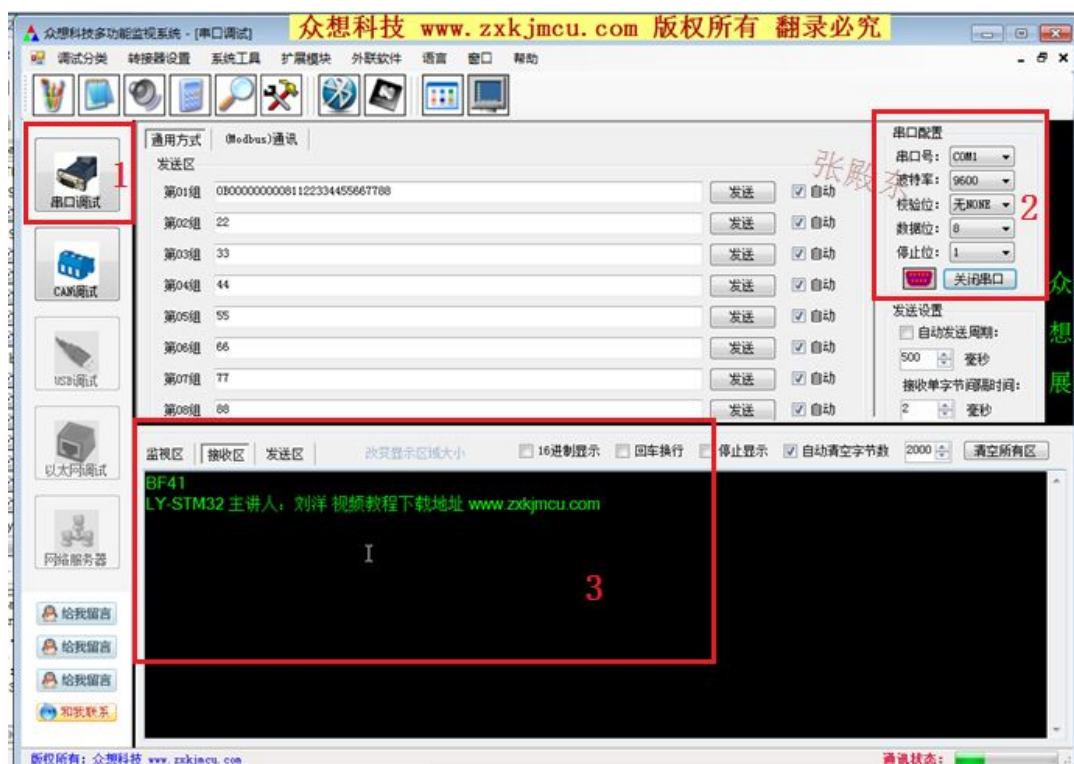 众想科技 www.zxkjmcu.com 版权所有 翻录必究
众想科技多功能监视系统 - [串口调试]
调试分类 转接器设置 系统工具 扩展模块 外联软件 语言 窗口 帮助
1
串口调试
CAN调试
USB调试
以太网调试
网络服务器
给我留言
给我留言
给我留言
和我联系
通用方式 (Modbus)通讯
发送区
第01组 0B00000000081122334455667788 发送 自动
第02组 22 发送 自动
第03组 33 发送 自动
第04组 44 发送 自动
第05组 55 发送 自动
第06组 66 发送 自动
第07组 77 发送 自动
第08组 88 发送 自动
张殿东
串口配置
串口号: COM1
波特率: 9600
校验位: 无NONE
数据位: 8
停止位: 1
2
关闭串口
发送设置
自动发送周期:
500 毫秒
接收单字节间隔时间:
2 毫秒
众
想
展
监视区 接收区 发送区 改变显示区域大小 16进制显示 回车换行 停止显示 自动清空字节数 2000 清空所有区
BF41
LY-STM32 主讲人：刘洋 视频教程下载地址 www.zxkjmcu.com
3
版权所有: 众想科技 www.zxkjmcu.com 通讯状态: